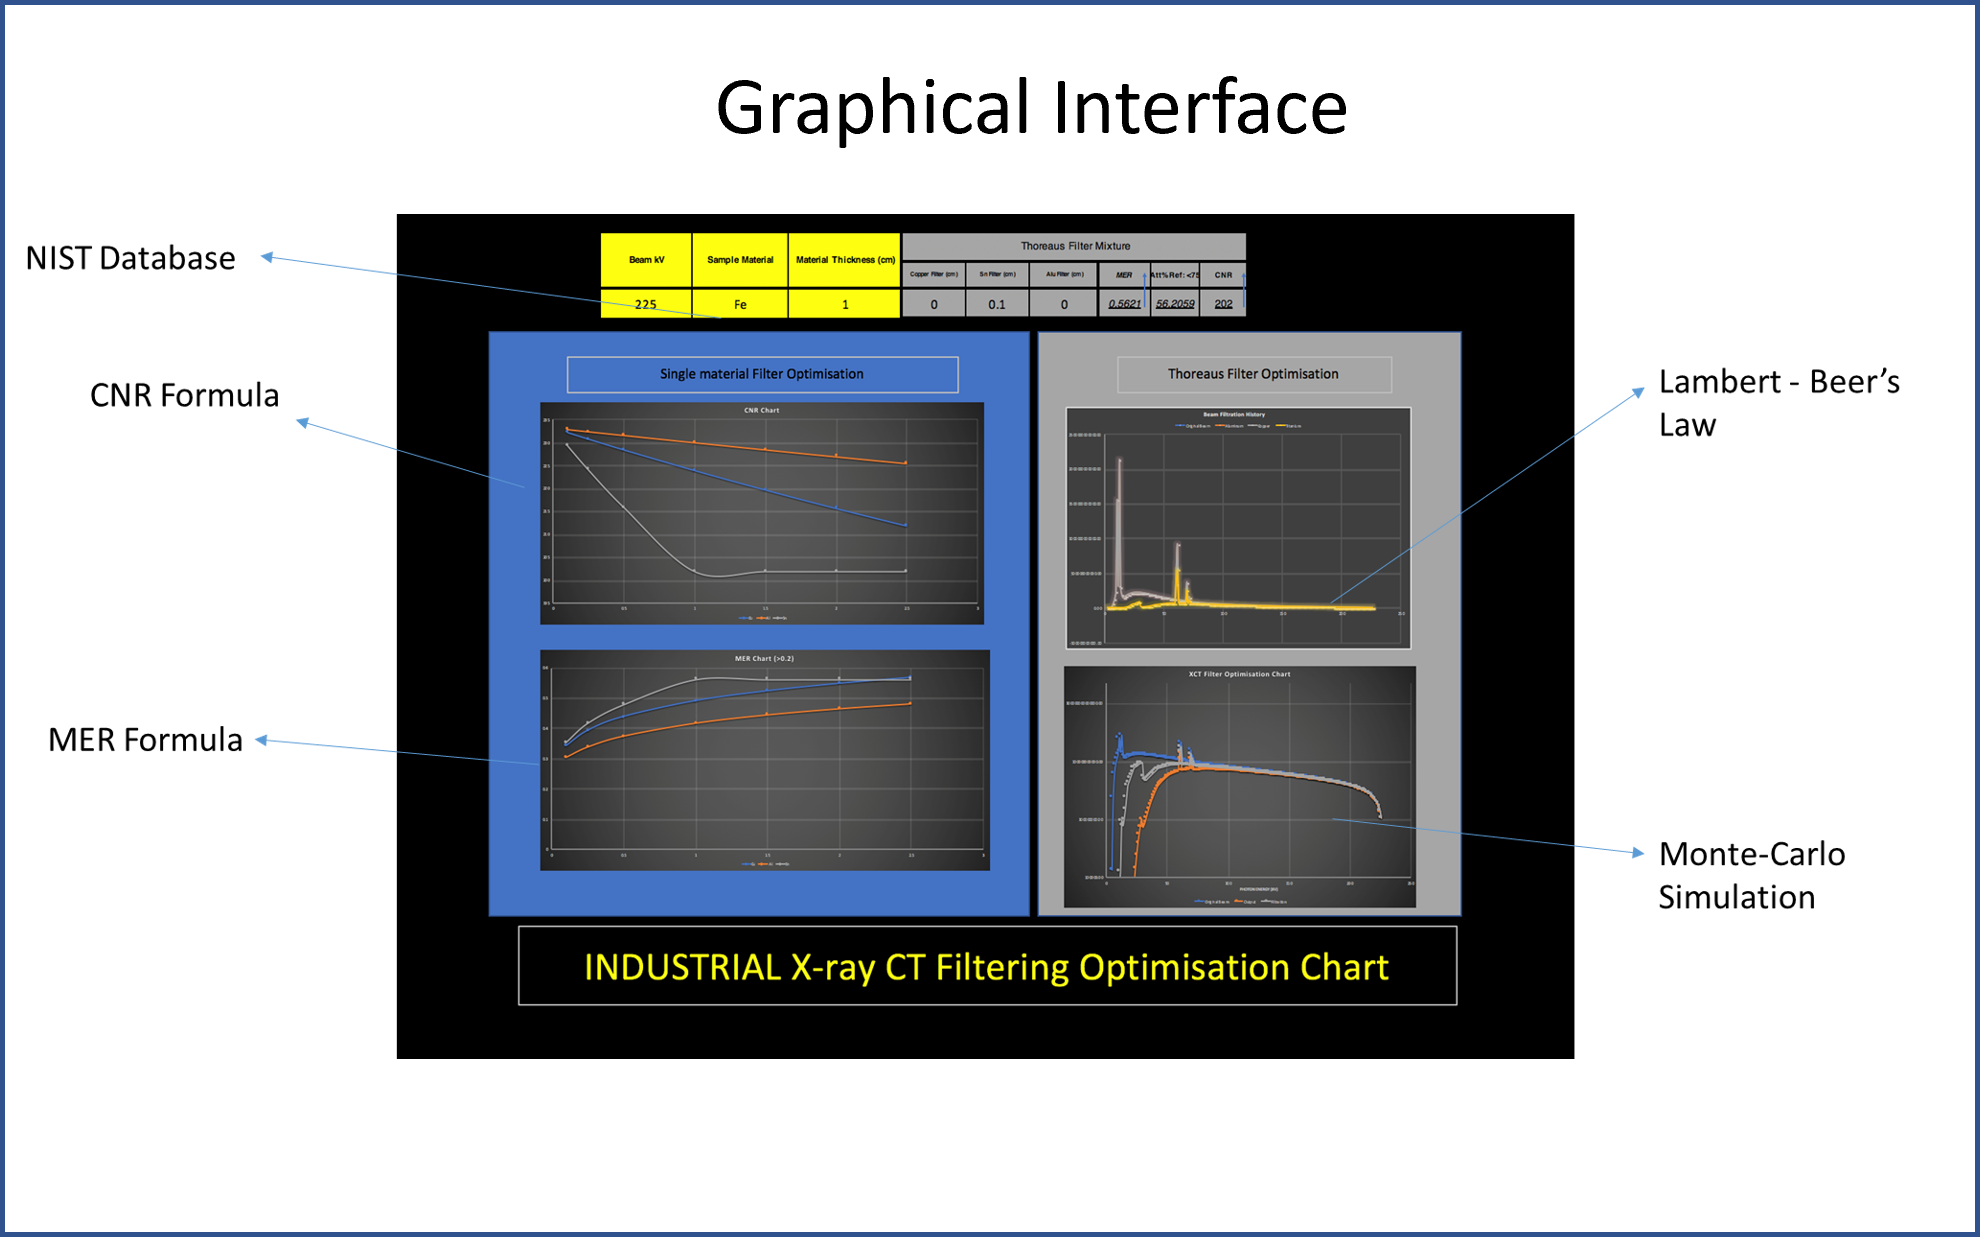 Graphical Interface
NIST Database
CNR Formula
MER Formula
Beam kV
Sample Material
Material Thickness (cm)
225
Fe
1
Thoreaus Filter Mixture
Copper Filter (cm)
Sn Filter (cm)
Alu Filter (cm)
MER
Att%Ref: <75
CNR
0
0.1
0
0.5621
56.2059
202
Single material Filter Optimisation
CNR Chart
MER Chart (>0.2)
Thoreaus Filter Optimisation
Beam Filtration History
XCT Filter Optimisation Chart
INDUSTRIAL X-ray CT Filtering Optimisation Chart
Lambert - Beer’s
Law
Monte-Carlo
Simulation